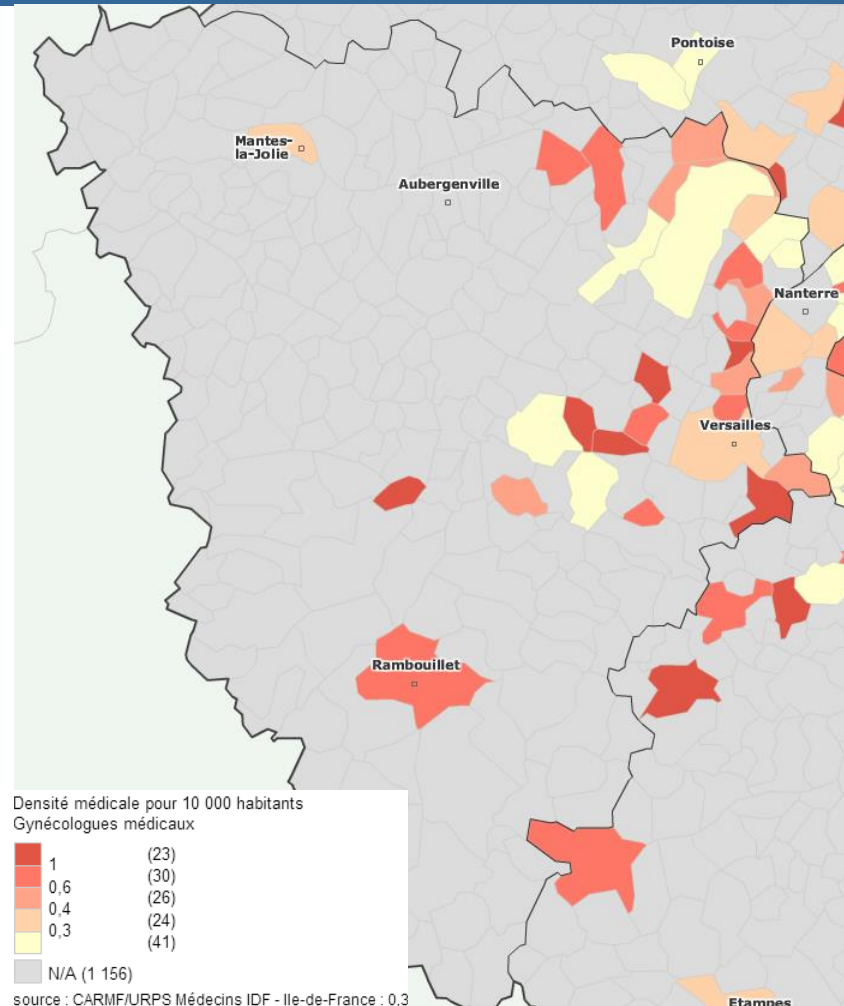 Pontoise
Mantes-
la-Jolie
Aubergenville
Nanterre
Versailles
Rambouillet
Densité médicale pour 10 000 habitants
Gynécologues médicaux
(23)
1
(30)
0,6
(26)
0,4
(24)
0,3
(41)
N/A (1 156)
source : CARMF/URPS Médecins IDF - Ile-de-France : 0,3
Etampes